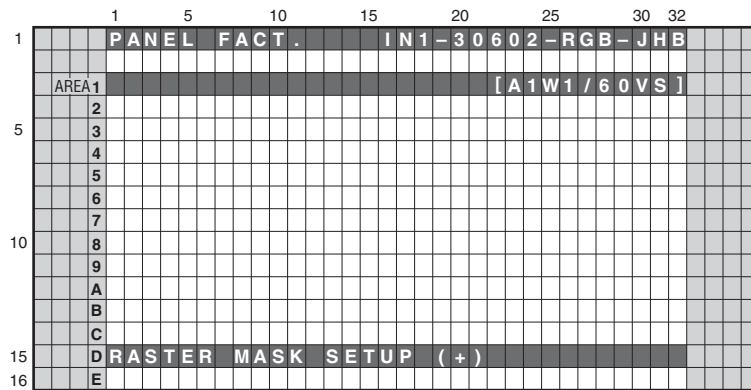 1 5 10 15 20 25 30 32
1 PANEL FACT. IN1-30602-RGB-JHB
AREA 1 [A1W1/60VS]
2
5 3
4
5
6
7
10 8
9
A
B
C
15 D RASTER MASK SETUP (+)
16 E